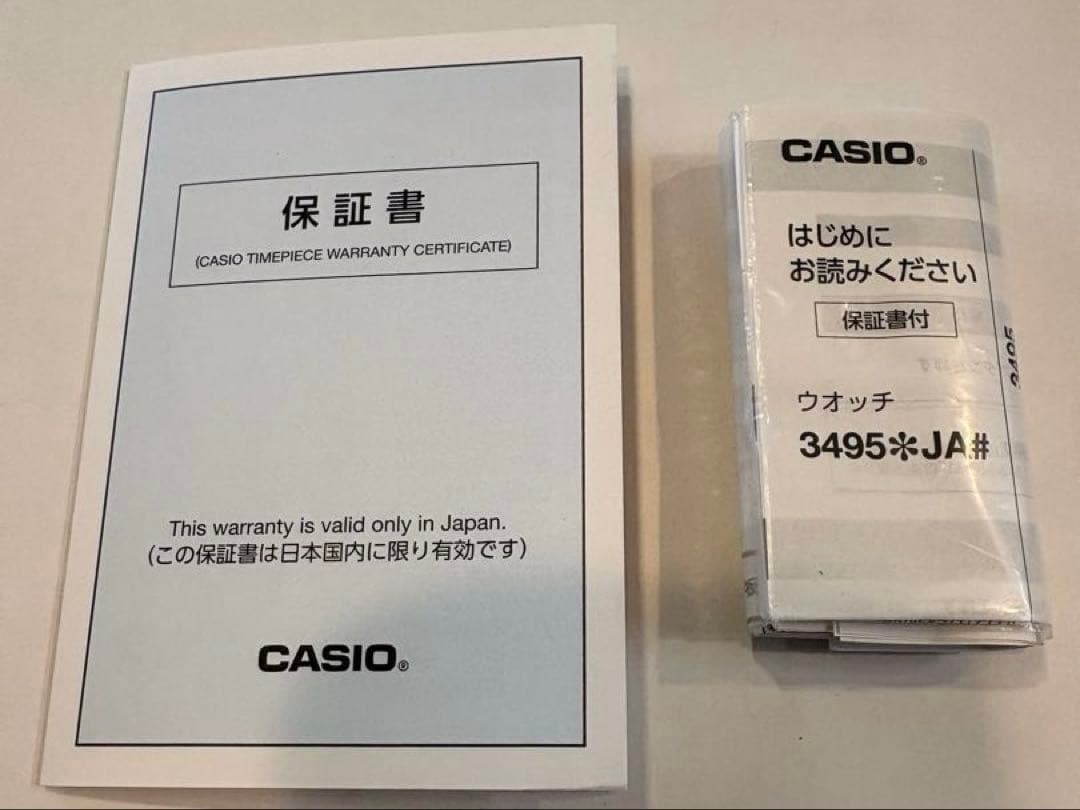 保証書
(CASIO TIMEPIECE WARRANTY CERTIFICATE)
This warranty is valid only in Japan.
(この保証書は日本国内に限り有効です)
CASIO®
CASIO®
はじめに
お読みください
保証書付
ウオッチ
3495✻JA#
3495